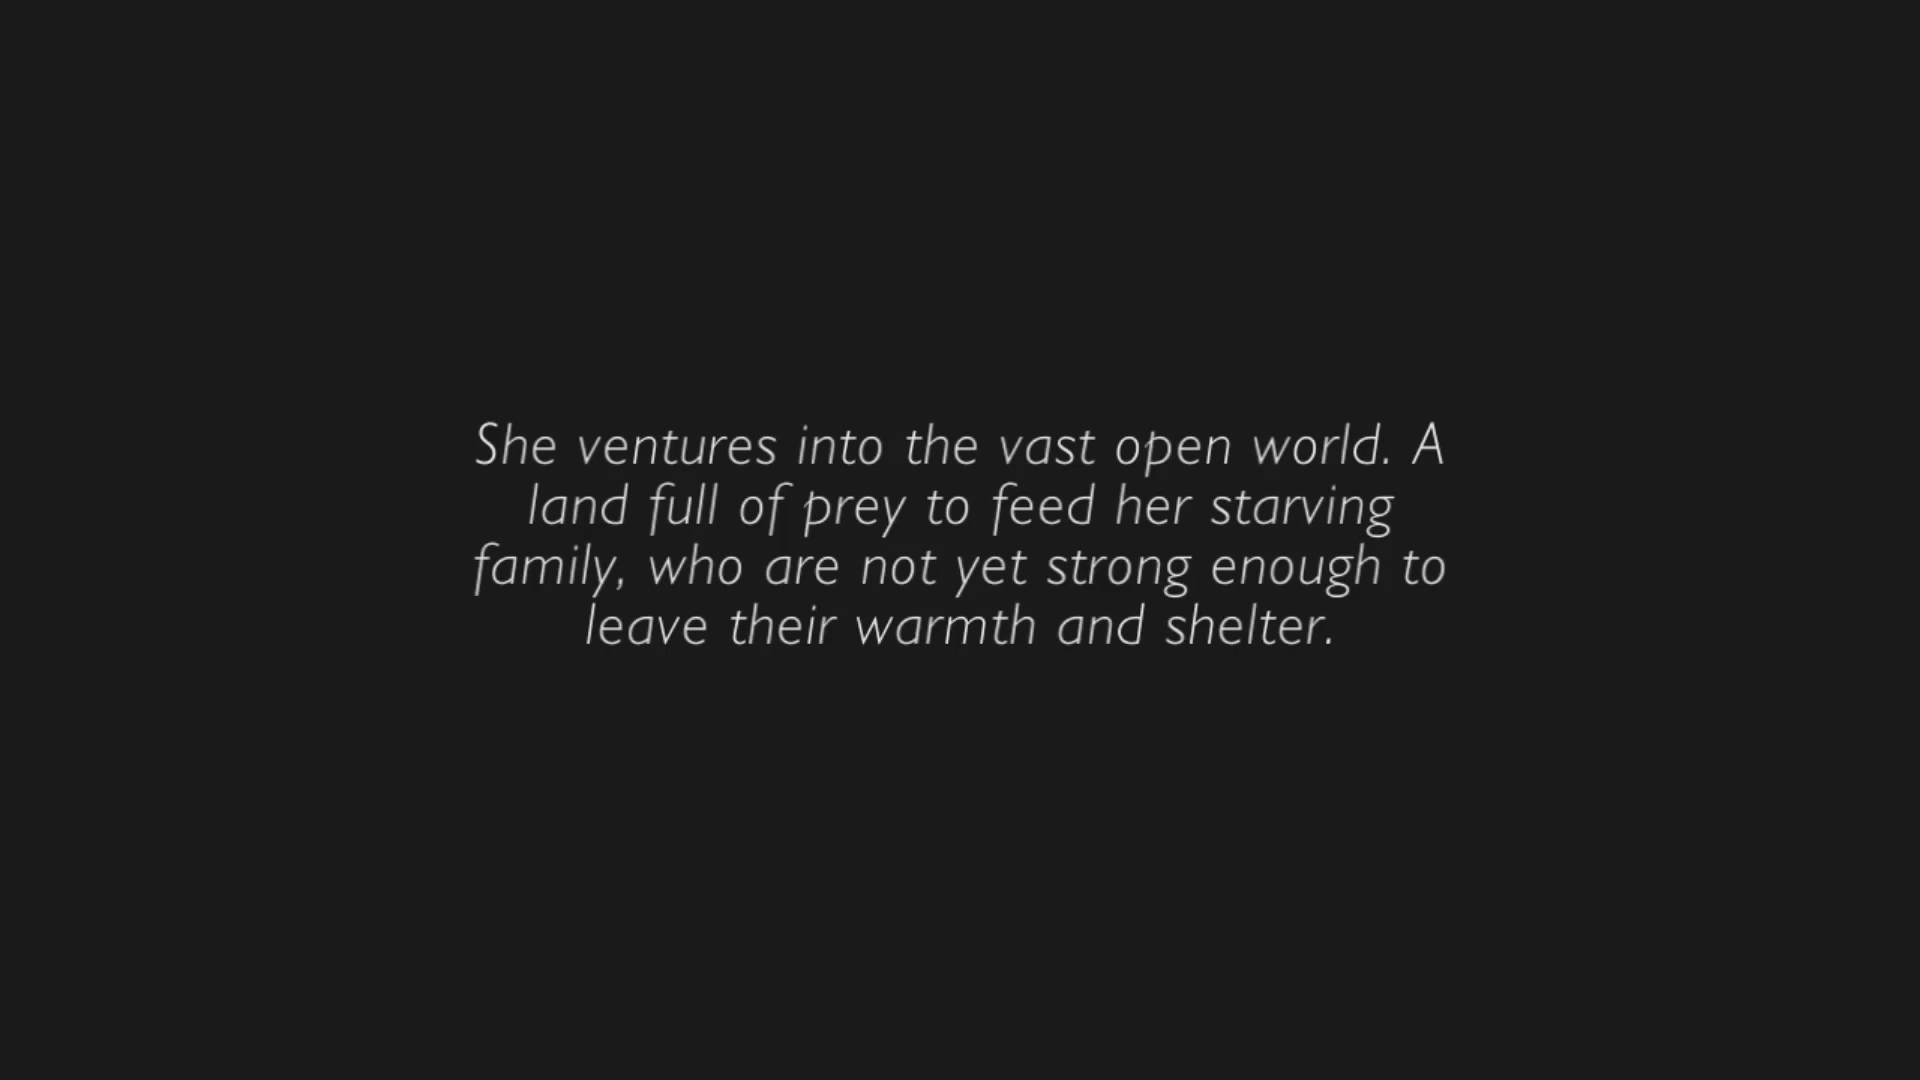 She ventures into the vast open world. A
land full of prey to feed her starving
family, who are not yet strong enough to
leave their warmth and shelter.